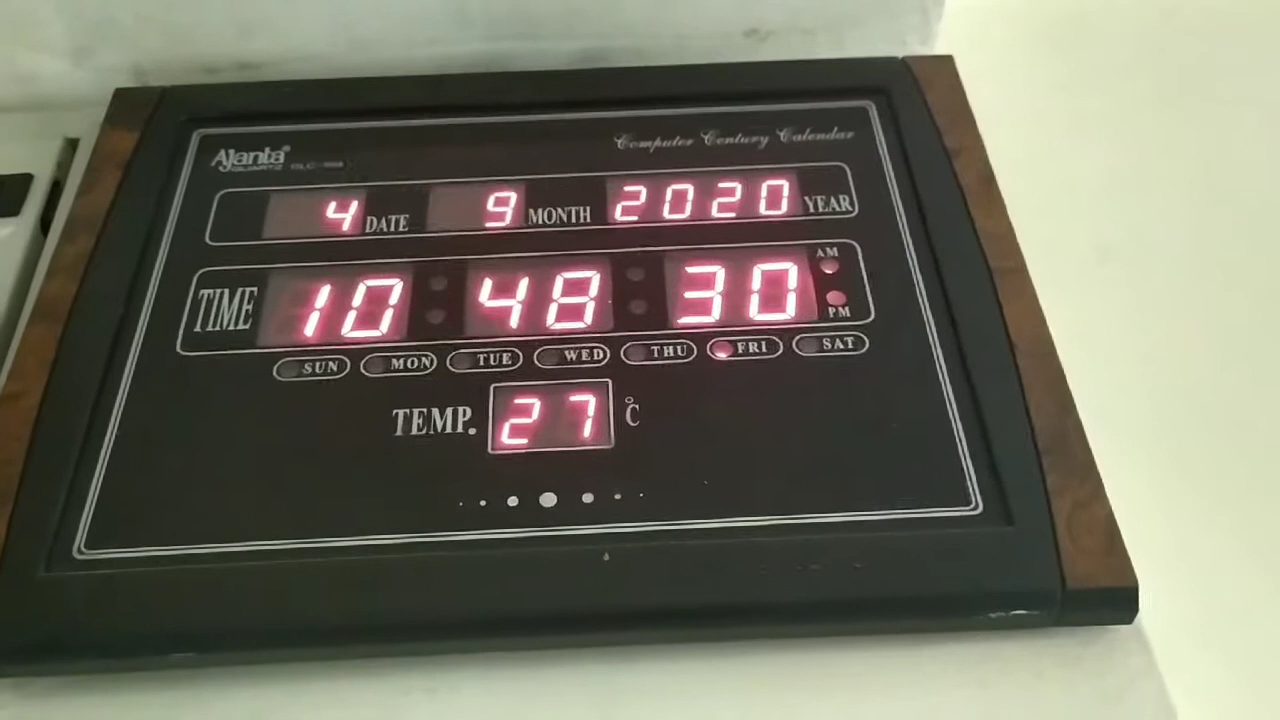 Ajanta®
QUARTZ
Computer Century Calendar
4 DATE 9 MONTH 2020 YEAR
TIME 10 48 30 AM PM
SUN MON TUE WED THU FRI SAT
TEMP. 27 °C